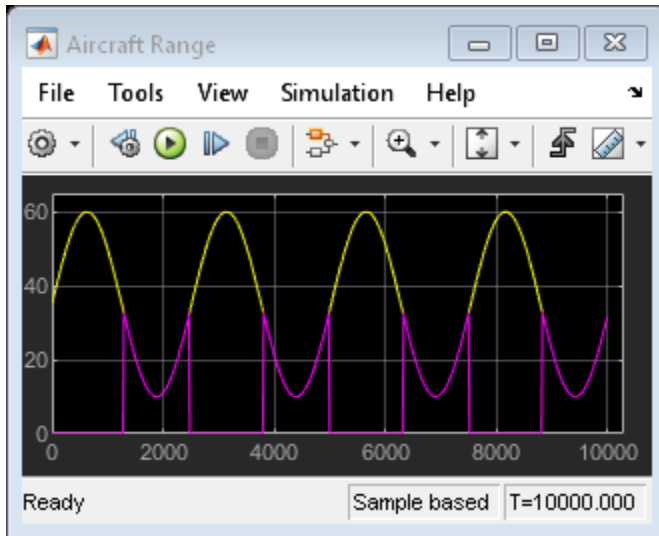 Aircraft Range
File Tools View Simulation Help
60
40
20
0
0 2000 4000 6000 8000 10000
Ready Sample based T=10000.000